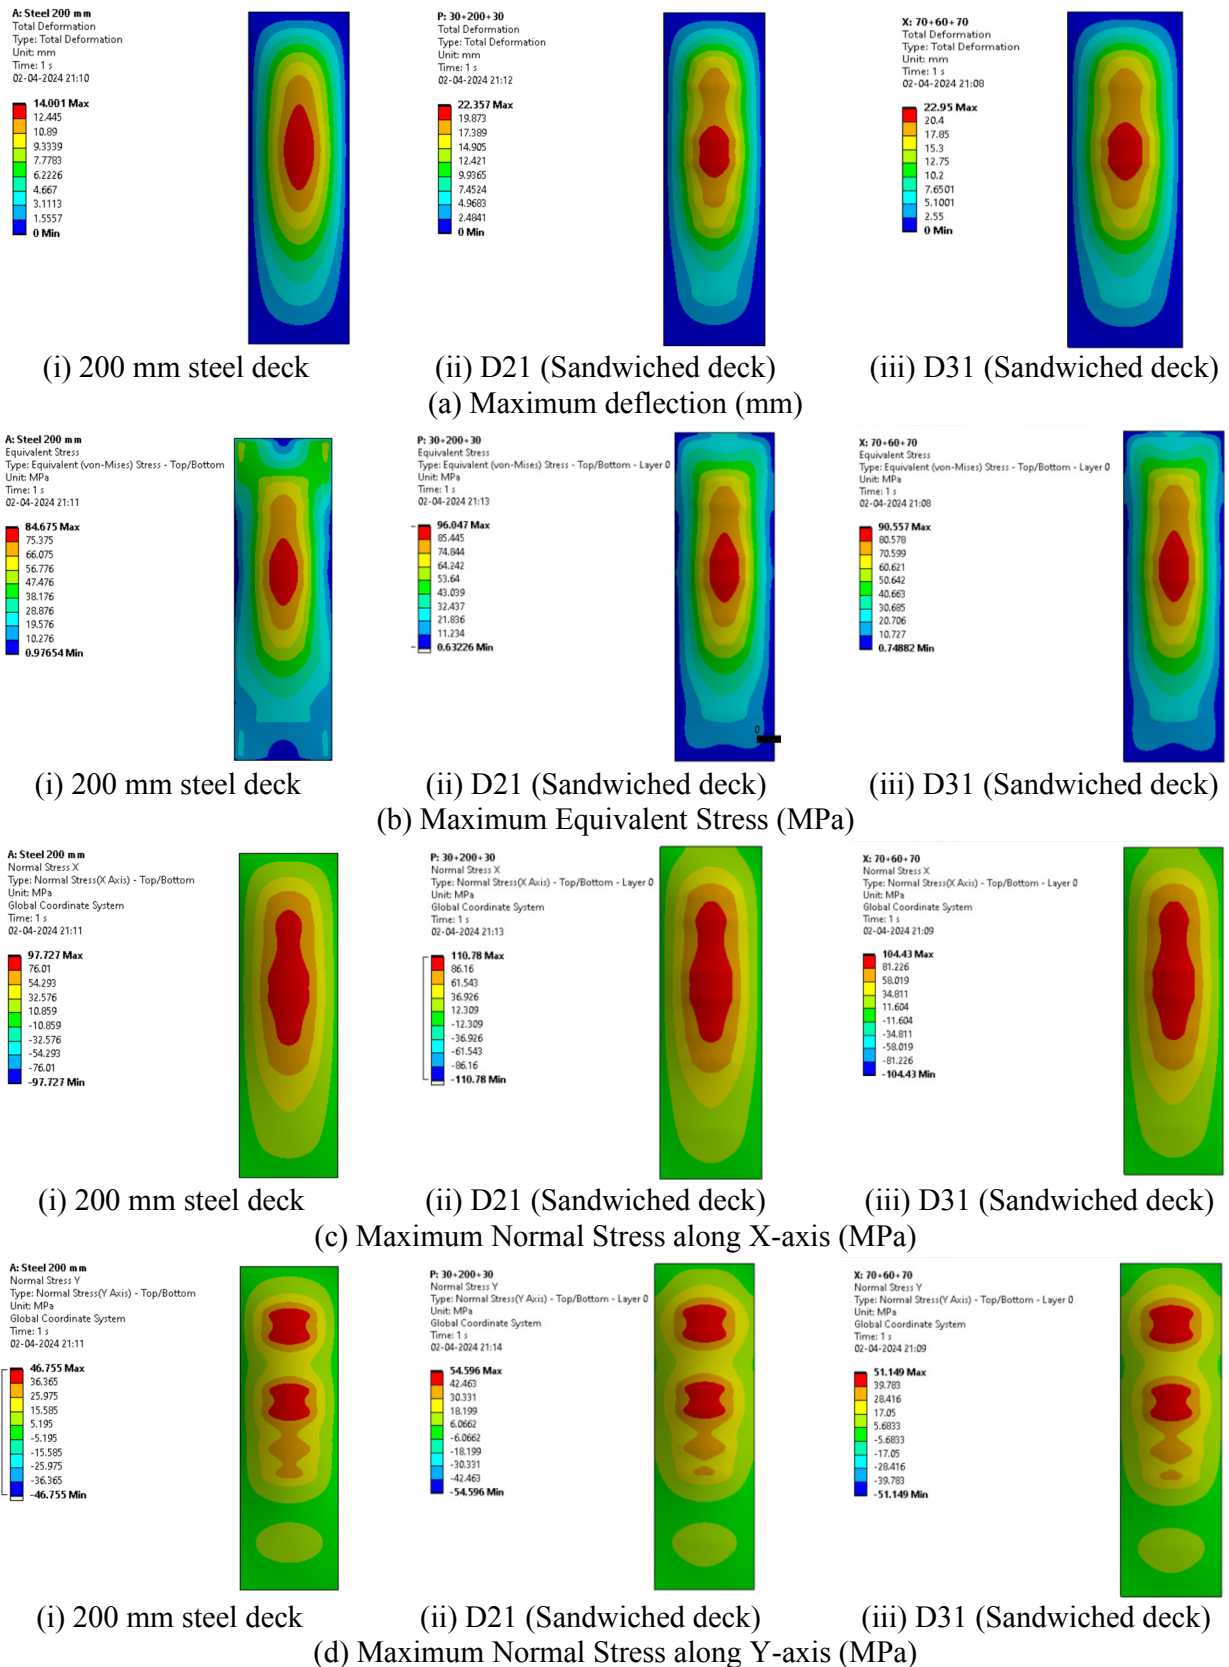 A: Steel 200 mm
Total Deformation
Type: Total Deformation
Unit: mm
Time: 1 s
02-04-2024 21:10
14.001 Max
12.445
10.89
9.3339
7.7783
6.2226
4.667
3.1113
1.5557
0 Min
P: 30+200+30
Total Deformation
Type: Total Deformation
Unit: mm
Time: 1 s
02-04-2024 21:12
22.357 Max
19.873
17.389
14.905
12.421
9.9365
7.4524
4.9683
2.4841
0 Min
X: 70+60+70
Total Deformation
Type: Total Deformation
Unit: mm
Time: 1 s
02-04-2024 21:08
22.95 Max
20.4
17.85
15.3
12.75
10.2
7.6501
5.1001
2.55
0 Min
(i) 200 mm steel deck
(ii) D21 (Sandwiched deck)
(iii) D31 (Sandwiched deck)
(a) Maximum deflection (mm)
A: Steel 200 mm
Equivalent Stress
Type: Equivalent (von-Mises) Stress - Top/Bottom
Unit: MPa
Time: 1 s
02-04-2024 21:11
84.675 Max
75.375
66.075
56.776
47.476
38.176
28.876
19.576
10.276
0.97654 Min
P: 30+200+30
Equivalent Stress
Type: Equivalent (von-Mises) Stress - Top/Bottom - Layer 0
Unit: MPa
Time: 1 s
02-04-2024 21:13
96.047 Max
85.445
74.844
64.242
53.64
43.039
32.437
21.836
11.234
0.63226 Min
0
X: 70+60+70
Equivalent Stress
Type: Equivalent (von-Mises) Stress - Top/Bottom - Layer 0
Unit: MPa
Time: 1 s
02-04-2024 21:08
90.557 Max
80.578
70.599
60.621
50.642
40.663
30.685
20.706
10.727
0.74882 Min
(i) 200 mm steel deck
(ii) D21 (Sandwiched deck)
(iii) D31 (Sandwiched deck)
(b) Maximum Equivalent Stress (MPa)
A: Steel 200 mm
Normal Stress X
Type: Normal Stress(X Axis) - Top/Bottom
Unit: MPa
Global Coordinate System
Time: 1 s
02-04-2024 21:11
97.727 Max
76.01
54.293
32.576
10.859
-10.859
-32.576
-54.293
-76.01
-97.727 Min
P: 30+200+30
Normal Stress X
Type: Normal Stress(X Axis) - Top/Bottom - Layer 0
Unit: MPa
Global Coordinate System
Time: 1 s
02-04-2024 21:13
110.78 Max
86.16
61.543
36.926
12.309
-12.309
-36.926
-61.543
-86.16
-110.78 Min
X: 70+60+70
Normal Stress X
Type: Normal Stress(X Axis) - Top/Bottom - Layer 0
Unit: MPa
Global Coordinate System
Time: 1 s
02-04-2024 21:09
104.43 Max
81.226
58.019
34.811
11.604
-11.604
-34.811
-58.019
-81.226
-104.43 Min
(i) 200 mm steel deck
(ii) D21 (Sandwiched deck)
(iii) D31 (Sandwiched deck)
(c) Maximum Normal Stress along X-axis (MPa)
A: Steel 200 mm
Normal Stress Y
Type: Normal Stress(Y Axis) - Top/Bottom
Unit: MPa
Global Coordinate System
Time: 1 s
02-04-2024 21:11
46.755 Max
36.365
25.975
15.585
5.195
-5.195
-15.585
-25.975
-36.365
-46.755 Min
P: 30+200+30
Normal Stress Y
Type: Normal Stress(Y Axis) - Top/Bottom - Layer 0
Unit: MPa
Global Coordinate System
Time: 1 s
02-04-2024 21:14
54.596 Max
42.463
30.331
18.199
6.0662
-6.0662
-18.199
-30.331
-42.463
-54.596 Min
X: 70+60+70
Normal Stress Y
Type: Normal Stress(Y Axis) - Top/Bottom - Layer 0
Unit: MPa
Global Coordinate System
Time: 1 s
02-04-2024 21:09
51.149 Max
39.783
28.416
17.05
5.6833
-5.6833
-17.05
-28.416
-39.783
-51.149 Min
(i) 200 mm steel deck
(ii) D21 (Sandwiched deck)
(iii) D31 (Sandwiched deck)
(d) Maximum Normal Stress along Y-axis (MPa)